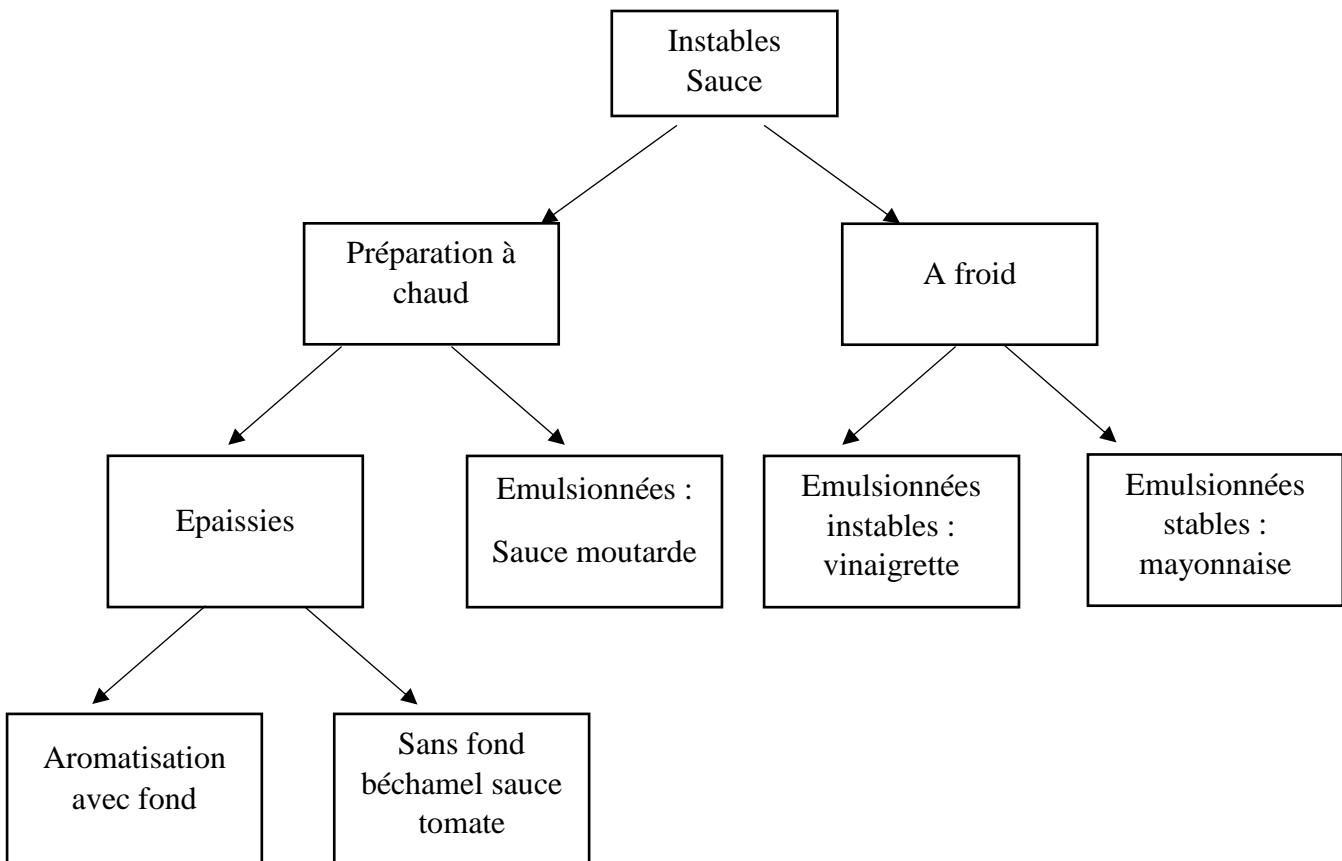 Instables
Sauce
Préparation à
chaud
A froid
Epaissies
Emulsionnées :
Sauce moutarde
Emulsionnées
instables :
vinaigrette
Emulsionnées
stables :
mayonnaise
Aromatisation
avec fond
Sans fond
béchamel sauce
tomate